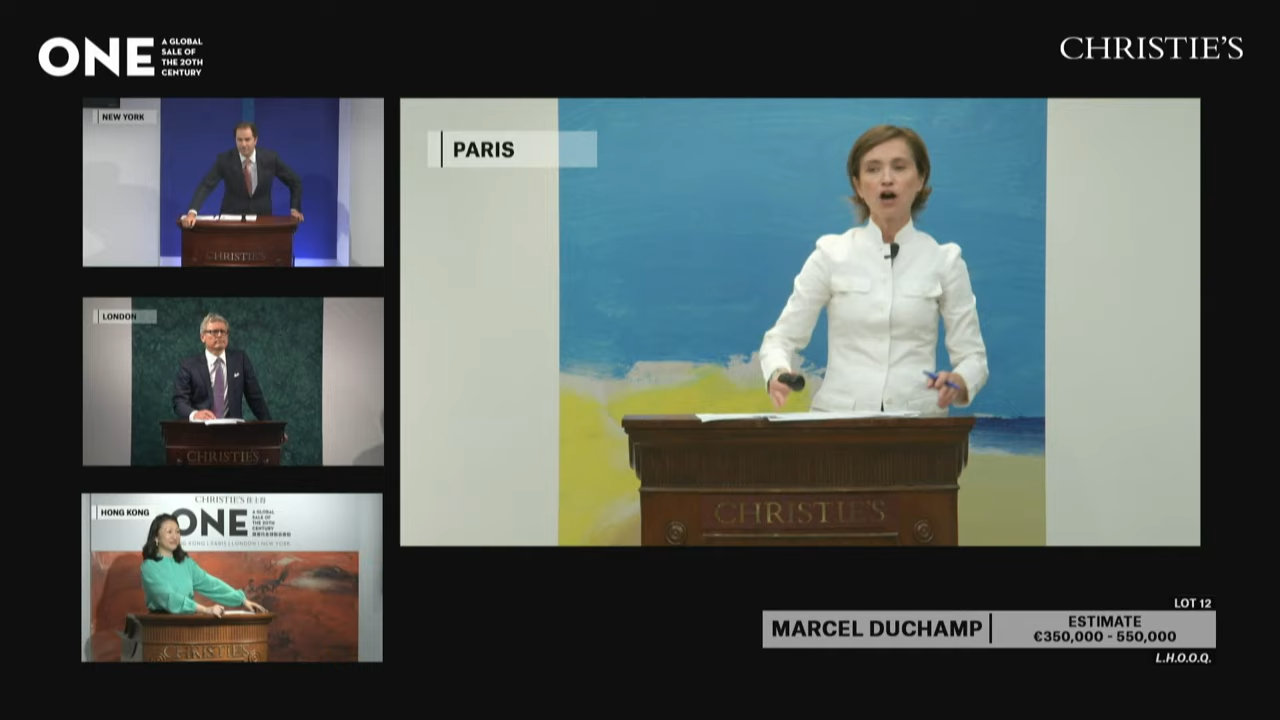 ONE
A GLOBAL
SALE OF
THE 20TH
CENTURY
CHRISTIE'S
NEW YORK
CHRISTIE'S
LONDON
CHRISTIE'S
HONG KONG
CHRISTIE'S
ONE
A GLOBAL
SALE OF
THE 20TH
CENTURY
CHRISTIE'S
PARIS
CHRISTIE'S
LOT 12
MARCEL DUCHAMP
ESTIMATE
€350,000 - 550,000
L.H.O.O.Q.